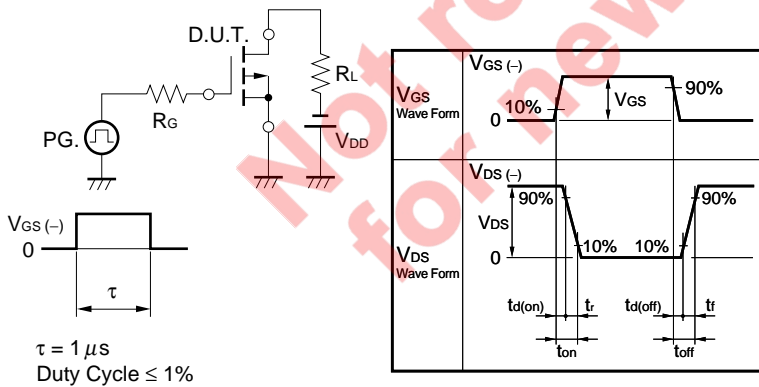 D.U.T.
RL
RG
PG.
VDD
VGS (−)
0
τ
τ = 1 μs
Duty Cycle ≤ 1%
VGS
Wave Form
VGS (−)
10%
0
VGS
90%
VDS
Wave Form
VDS (−)
90%
VDS
0
10%
10%
90%
td(on)
tr
td(off)
tf
ton
toff
Not re
for new